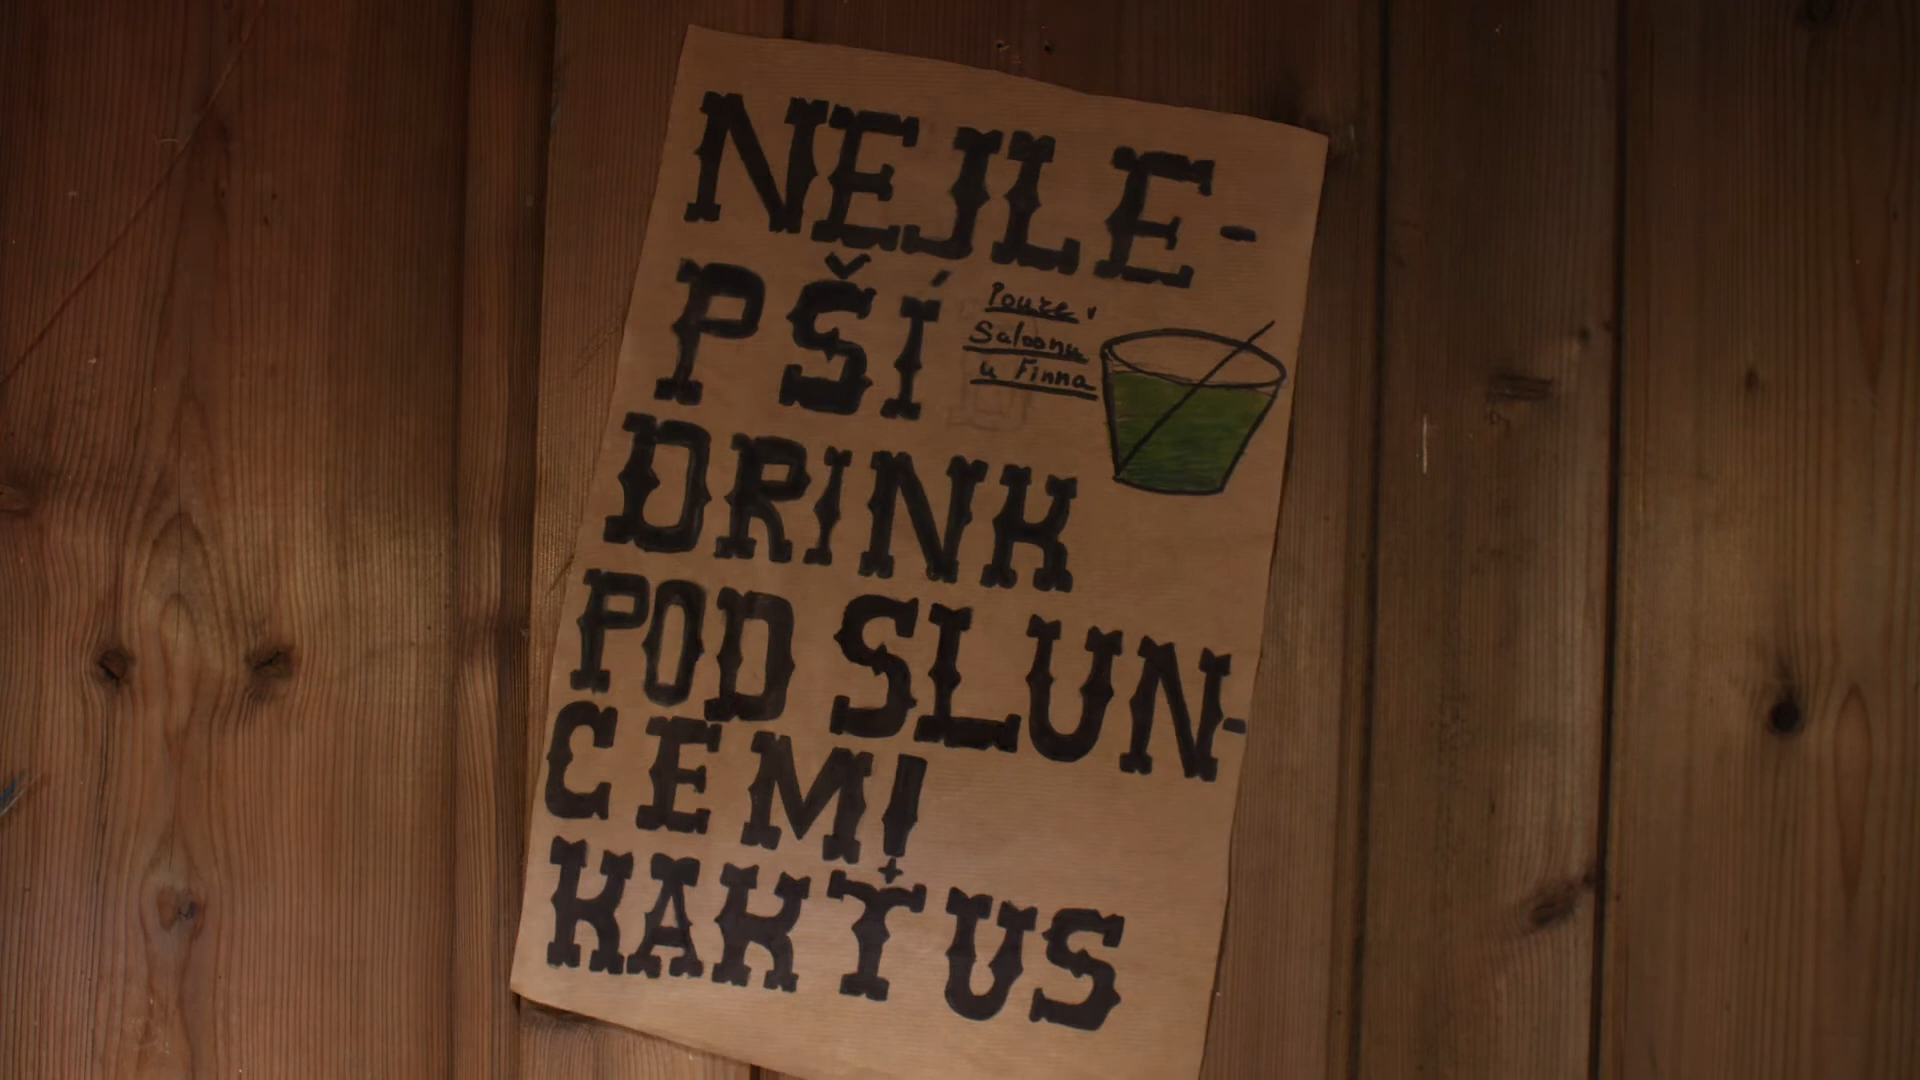 NEJLE-
PŠÍ
Pouze v
Saloonu
u Finna
DRINK
POD SLUN-
CEM!
KAKTUS